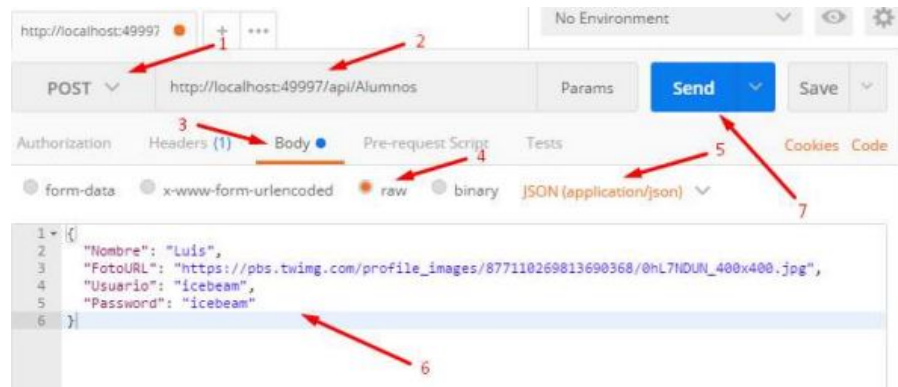 No Environment
http://localhost:49997
+ •••
1
2
POST http://localhost:49997/api/Alumnos Params Send Save
3
Authorization Headers (1) Body Pre-request Script Tests Cookies Code
4
5
form-data x-www-form-urlencoded raw binary JSON (application/json)
7
1 {
2 "Nombre": "Luis",
3 "FotoURL": "https://pbs.twimg.com/profile_images/877110269813690368/0hL7NDUN_400x400.jpg",
4 "Usuario": "icebeam",
5 "Password": "icebeam"
6 }
6